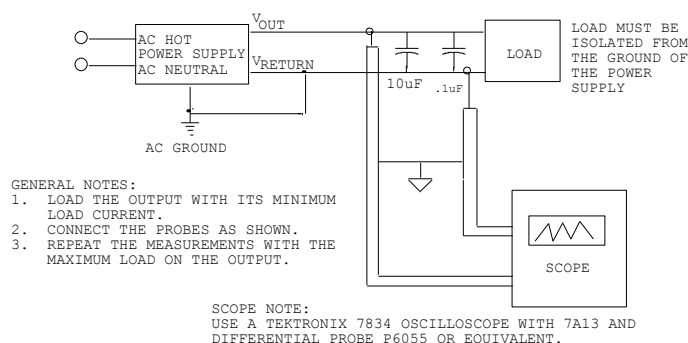 V_OUT
AC HOT
POWER SUPPLY
AC NEUTRAL
V_RETURN
LOAD
LOAD MUST BE
ISOLATED FROM
THE GROUND OF
THE POWER
SUPPLY
10uF
.1uF
AC GROUND
GENERAL NOTES:
1. LOAD THE OUTPUT WITH ITS MINIMUM
LOAD CURRENT.
2. CONNECT THE PROBES AS SHOWN.
3. REPEAT THE MEASUREMENTS WITH THE
MAXIMUM LOAD ON THE OUTPUT.
SCOPE
SCOPE NOTE:
USE A TEKTRONIX 7834 OSCILLOSCOPE WITH 7A13 AND
DIFFERENTIAL PROBE P6055 OR EQUIVALENT.